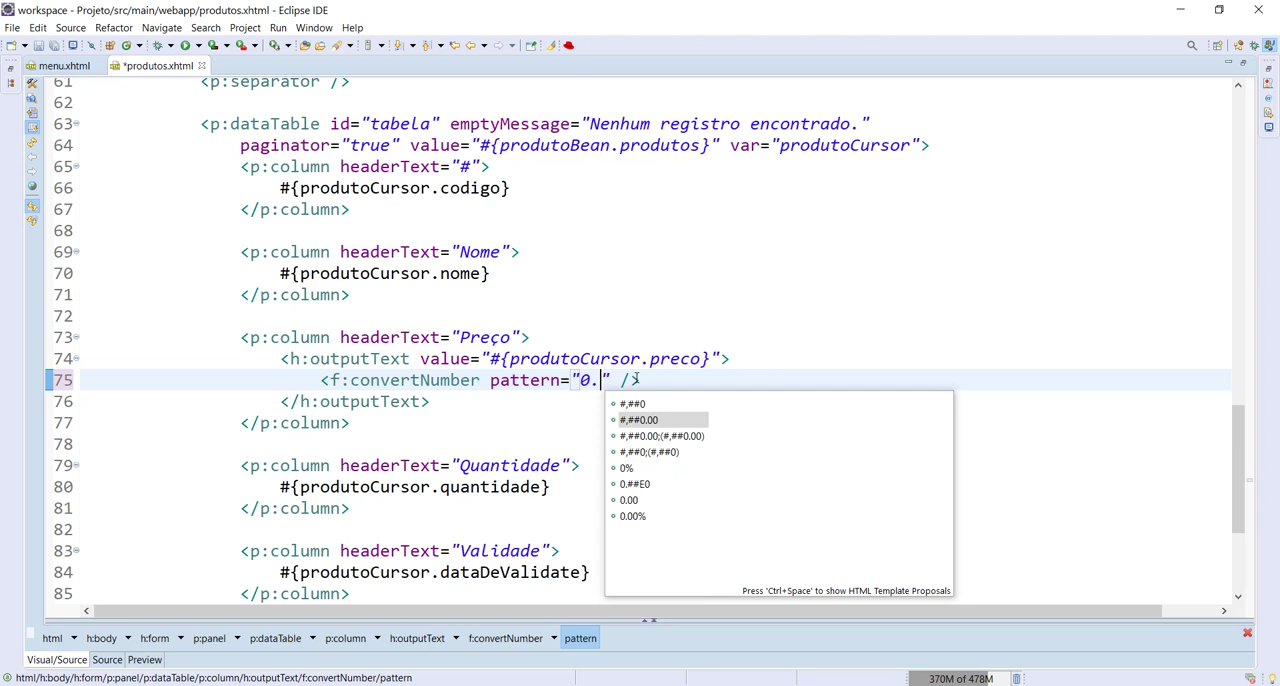 workspace - Projeto/src/main/webapp/produtos.xhtml - Eclipse IDE
File Edit Source Refactor Navigate Search Project Run Window Help
menu.xhtml *produtos.xhtml
61 <p:separator />
62
63 <p:dataTable id="tabela" emptyMessage="Nenhum registro encontrado."
64 paginator="true" value="#{produtoBean.produtos}" var="produtoCursor">
65 <p:column headerText="#">
66 #{produtoCursor.codigo}
67 </p:column>
68
69 <p:column headerText="Nome">
70 #{produtoCursor.nome}
71 </p:column>
72
73 <p:column headerText="Preço">
74 <h:outputText value="#{produtoCursor.preco}">
75 <f:convertNumber pattern="0." />
76 </h:outputText>
77 </p:column>
78
79 <p:column headerText="Quantidade">
80 #{produtoCursor.quantidade}
81 </p:column>
82
83 <p:column headerText="Validade">
84 #{produtoCursor.dataDeValidade}
85 </p:column>
#,##0
#,##0.00
#,##0.00;(#,##0.00)
#,##0;(#,##0)
0%
0.##E0
0.00
0.00%
Press 'Ctrl+Space' to show HTML Template Proposals
html h:body h:form p:panel p:dataTable p:column h:outputText f:convertNumber pattern
Visual/Source Source Preview
html/h:body/h:form/p:panel/p:dataTable/p:column/h:outputText/f:convertNumber/pattern 370M of 478M